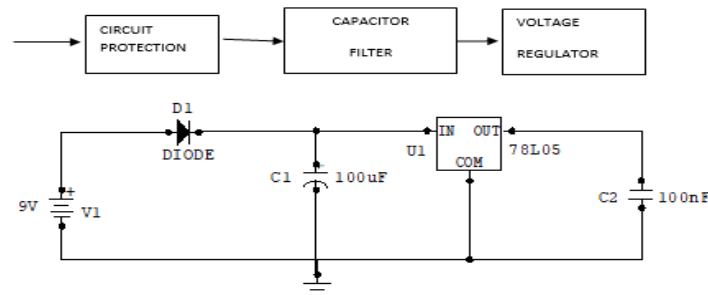 CIRCUIT
PROTECTION
CAPACITOR
FILTER
VOLTAGE
REGULATOR
D1
DIODE
9V
+
V1
C1
+
100uF
IN OUT
COM
U1
78L05
C2
100nF